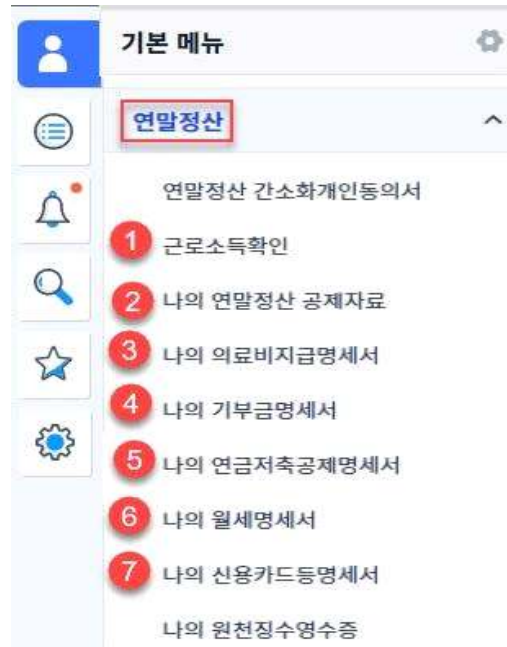 기본 메뉴
연말정산
연말정산 간소화개인동의서
1 근로소득확인
2 나의 연말정산 공제자료
3 나의 의료비지급명세서
4 나의 기부금명세서
5 나의 연금저축공제명세서
6 나의 월세명세서
7 나의 신용카드등명세서
나의 원천징수영수증